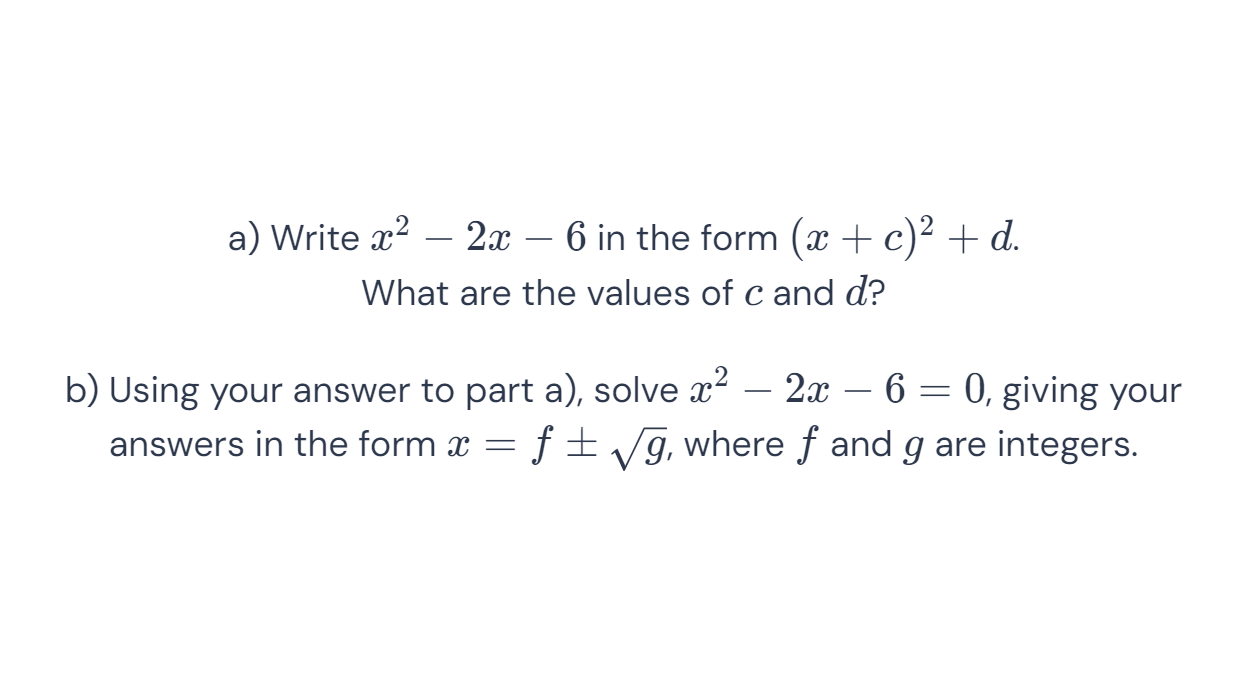 a) Write $x^2 - 2x - 6$ in the form $(x + c)^2 + d$.
What are the values of $c$ and $d$?
b) Using your answer to part a), solve $x^2 - 2x - 6 = 0$, giving your
answers in the form $x = f \pm \sqrt{g}$, where $f$ and $g$ are integers.